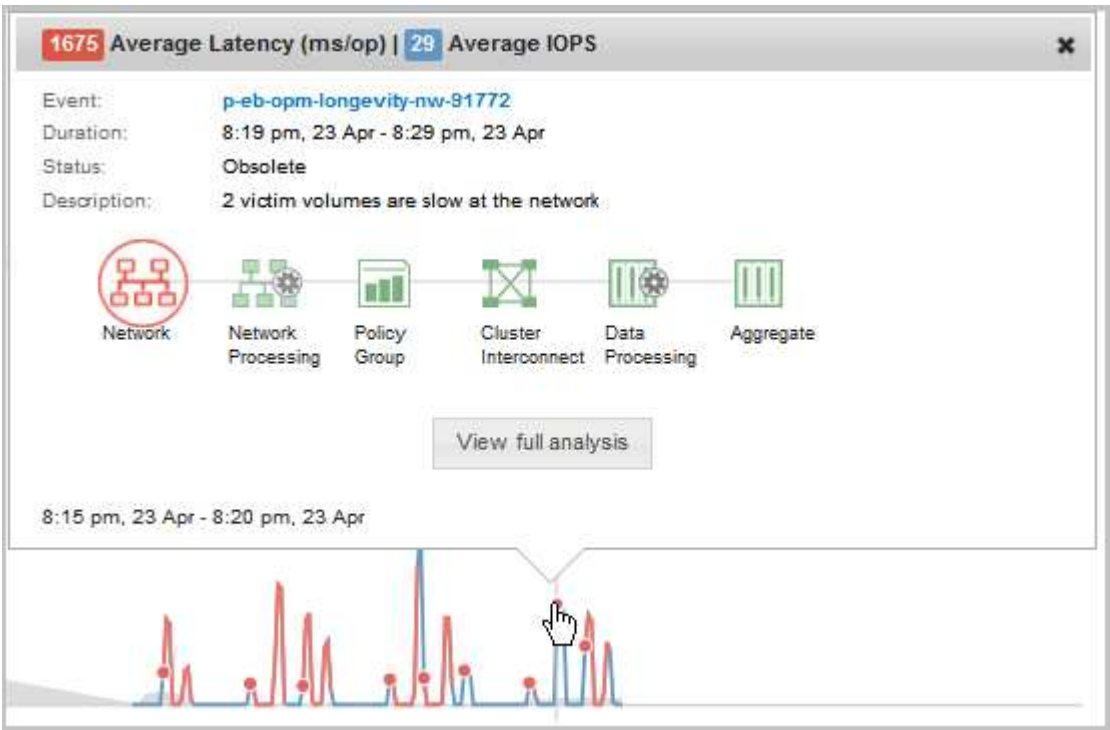 1675 Average Latency (ms/op) | 29 Average IOPS
Event: p-eb-opm-longevity-nw-91772
Duration: 8:19 pm, 23 Apr - 8:29 pm, 23 Apr
Status: Obsolete
Description: 2 victim volumes are slow at the network
Network Network Policy Cluster Data Aggregate
Processing Group Interconnect Processing
View full analysis
8:15 pm, 23 Apr - 8:20 pm, 23 Apr